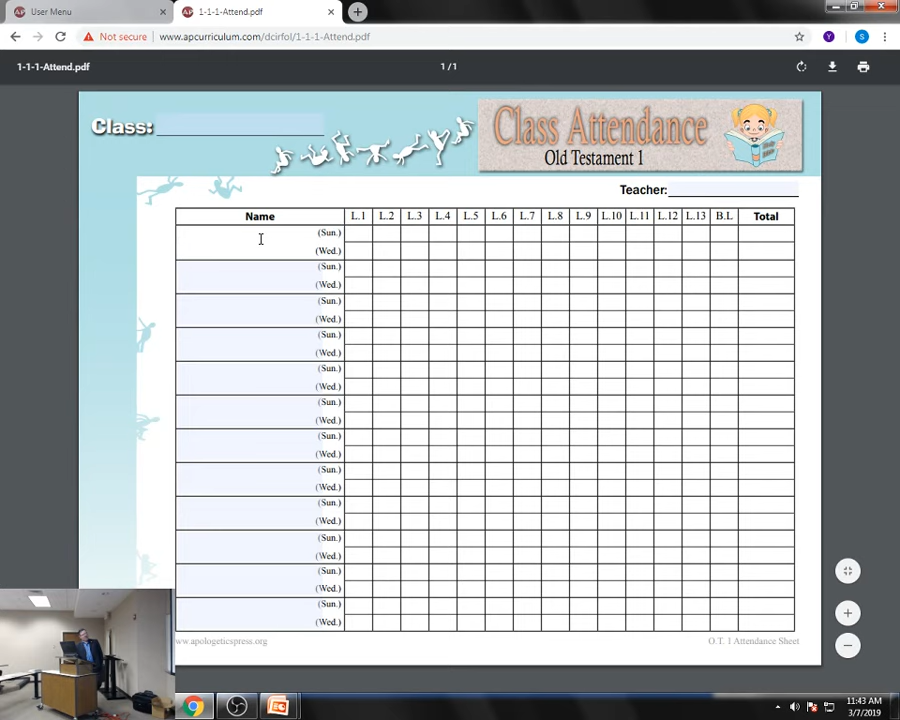 User Menu
1-1-1-Attend.pdf
Not secure
www.apcurriculum.com/dcirfol/1-1-1-Attend.pdf
1-1-1-Attend.pdf
1 / 1
Class:
Class Attendance
Old Testament 1
Teacher:
Name L.1 L.2 L.3 L.4 L.5 L.6 L.7 L.8 L.9 L.10 L.11 L.12 L.13 B.L Total
(Sun.)
(Wed.)
(Sun.)
(Wed.)
(Sun.)
(Wed.)
(Sun.)
(Wed.)
(Sun.)
(Wed.)
(Sun.)
(Wed.)
(Sun.)
(Wed.)
(Sun.)
(Wed.)
(Sun.)
(Wed.)
(Sun.)
(Wed.)
(Sun.)
(Wed.)
(Sun.)
(Wed.)
ww.apologeticspress.org
O.T. 1 Attendance Sheet
11:43 AM
3/7/2019